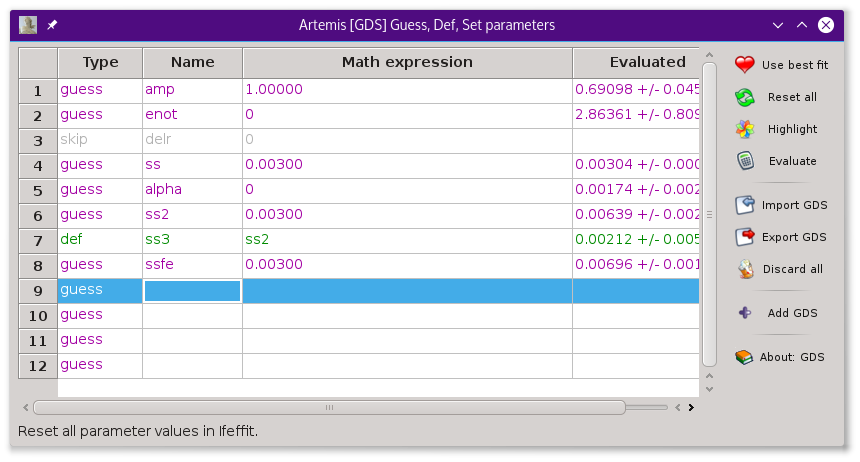 Artemis [GDS] Guess, Def, Set parameters
Type Name Math expression Evaluated
1 guess amp 1.00000 0.69098 +/- 0.045
2 guess enot 0 2.86361 +/- 0.809
3 skip delr 0
4 guess ss 0.00300 0.00304 +/- 0.000
5 guess alpha 0 0.00174 +/- 0.002
6 guess ss2 0.00300 0.00639 +/- 0.002
7 def ss3 ss2 0.00212 +/- 0.005
8 guess ssfe 0.00300 0.00696 +/- 0.001
9 guess
10 guess
11 guess
12 guess
Use best fit
Reset all
Highlight
Evaluate
Import GDS
Export GDS
Discard all
Add GDS
About: GDS
Reset all parameter values in Ifeffit.